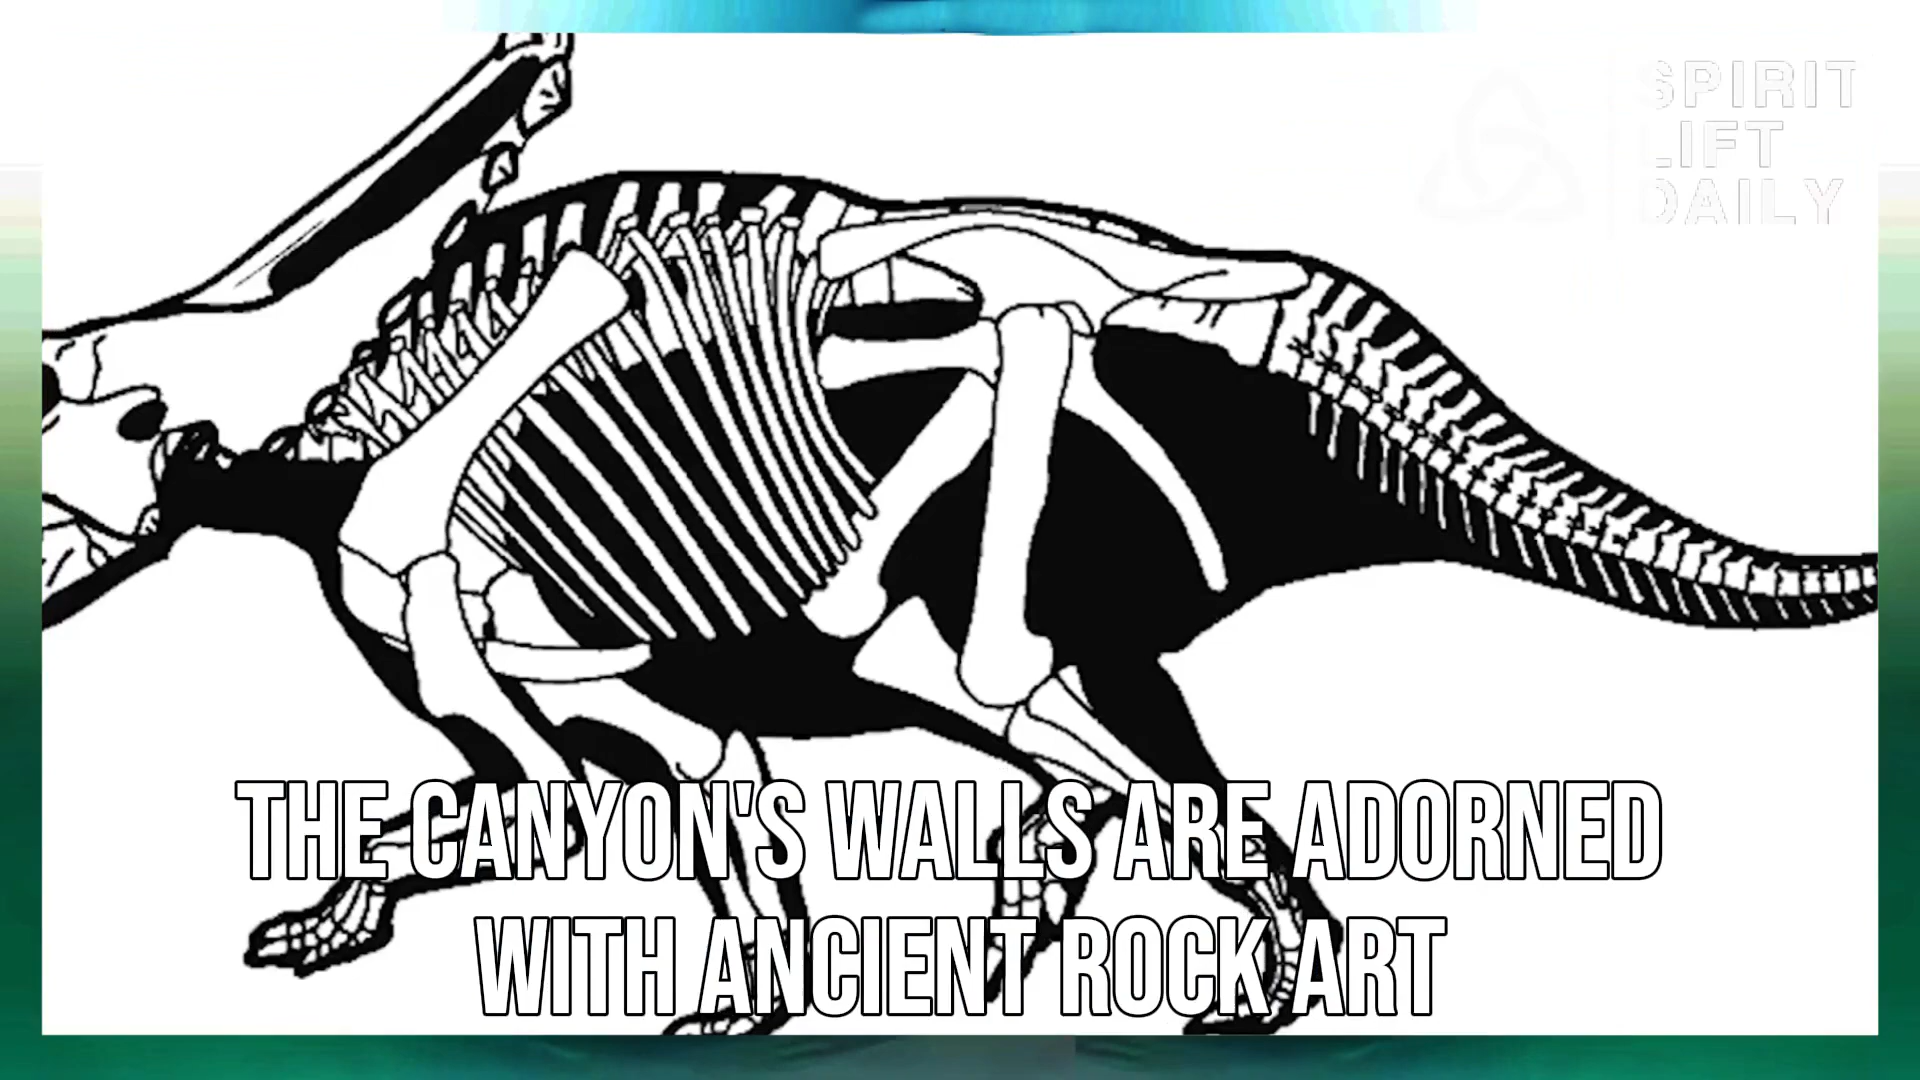 SPIRIT
LIFT
DAILY
THE CANYON'S WALLS ARE ADORNED
WITH ANCIENT ROCK ART